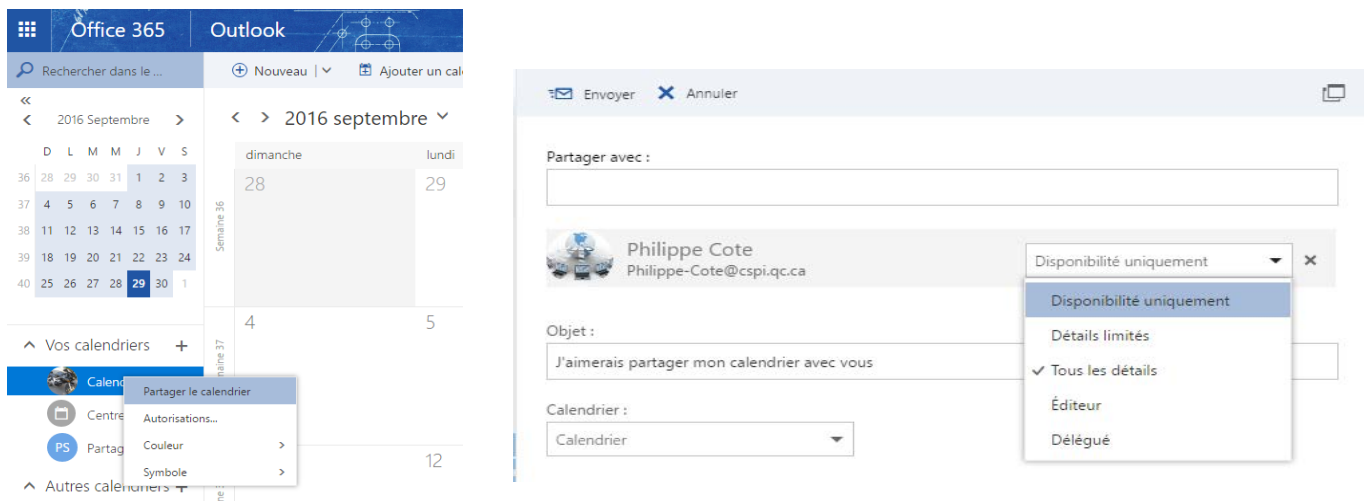 Office 365 Outlook
Rechercher dans le ...
Nouveau Ajouter un cal
2016 Septembre
D L M M J V S
36 28 29 30 31 1 2 3
37 4 5 6 7 8 9 10
38 11 12 13 14 15 16 17
39 18 19 20 21 22 23 24
40 25 26 27 28 29 30 1
Vos calendriers
Calend
Centre
PS Partag
Autres calendriers
Partager le calendrier
Autorisations...
Couleur
Symbole
2016 septembre
dimanche lundi
Semaine 36
28 29
Semaine 37
4 5
12
Envoyer Annuler
Partager avec :
Philippe Cote
Philippe-Cote@cspi.qc.ca
Disponibilité uniquement
Disponibilité uniquement
Détails limités
Tous les détails
Éditeur
Délégué
Objet :
J'aimerais partager mon calendrier avec vous
Calendrier :
Calendrier